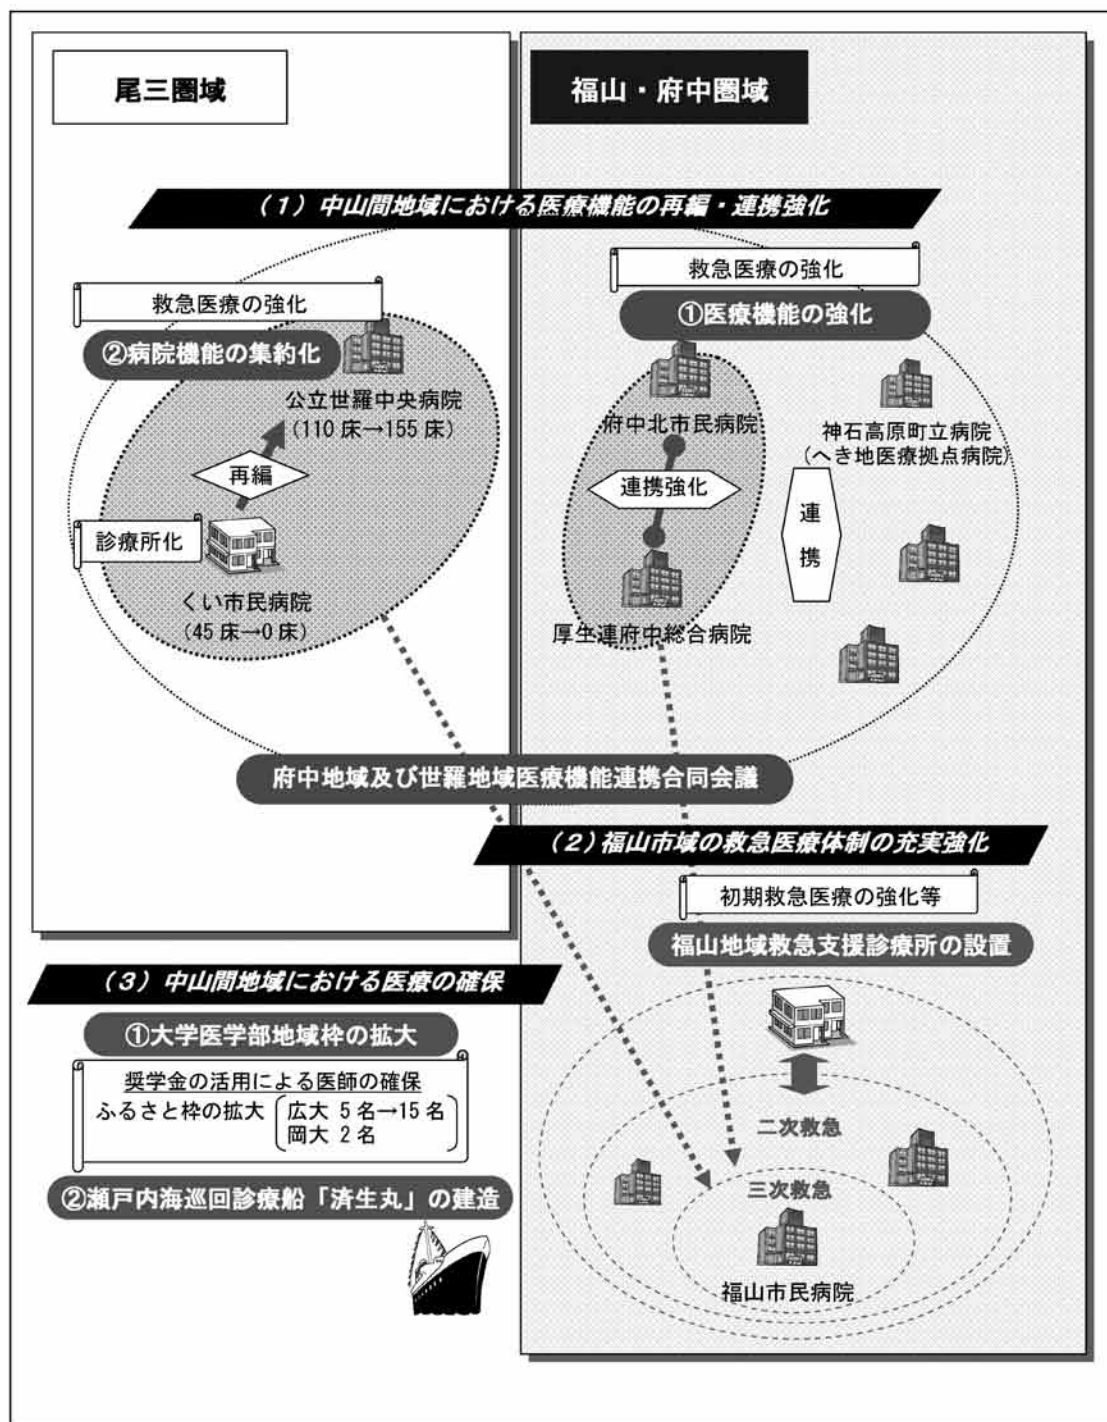 尾三圏域
福山・府中圏域
（1）中山間地域における医療機能の再編・連携強化
救急医療の強化
②病院機能の集約化
公立世羅中央病院
（110床→155床）
再編
診療所化
くい市民病院
（45床→0床）
救急医療の強化
①医療機能の強化
府中北市民病院
連携強化
厚生連府中総合病院
神石高原町立病院
（へき地医療拠点病院）
連
携
府中地域及び世羅地域医療機能連携合同会議
（2）福山市域の救急医療体制の充実強化
初期救急医療の強化等
福山地域救急支援診療所の設置
二次救急
三次救急
福山市民病院
（3）中山間地域における医療の確保
①大学医学部地域枠の拡大
奨学金の活用による医師の確保
ふるさと枠の拡大 広大 5名→15名
岡大 2名
②瀬戸内海巡回診療船「済生丸」の建造